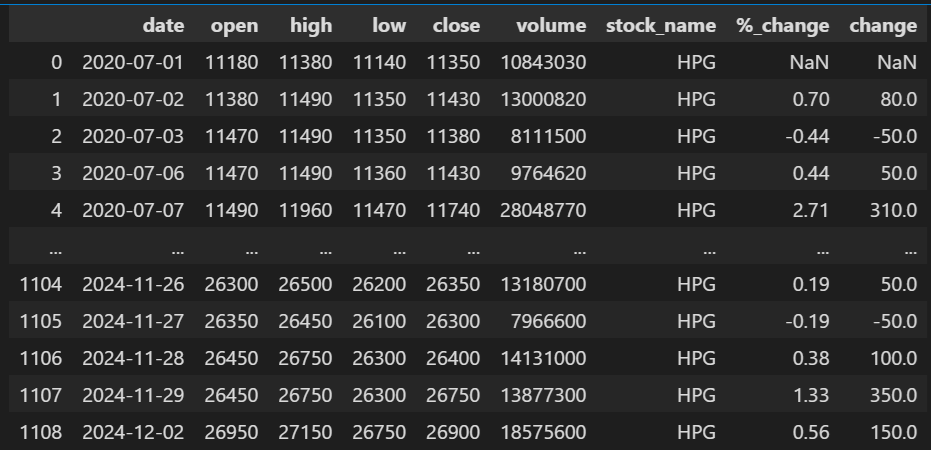 date open high low close volume stock_name %_change change
0 2020-07-01 11180 11380 11140 11350 10843030 HPG NaN NaN
1 2020-07-02 11380 11490 11350 11430 13000820 HPG 0.70 80.0
2 2020-07-03 11470 11490 11350 11380 8111500 HPG -0.44 -50.0
3 2020-07-06 11470 11490 11360 11430 9764620 HPG 0.44 50.0
4 2020-07-07 11490 11960 11470 11740 28048770 HPG 2.71 310.0
... ... ... ... ... ... ... ... ... ...
1104 2024-11-26 26300 26500 26200 26350 13180700 HPG 0.19 50.0
1105 2024-11-27 26350 26450 26100 26300 7966600 HPG -0.19 -50.0
1106 2024-11-28 26450 26750 26300 26400 14131000 HPG 0.38 100.0
1107 2024-11-29 26450 26750 26300 26750 13877300 HPG 1.33 350.0
1108 2024-12-02 26950 27150 26750 26900 18575600 HPG 0.56 150.0